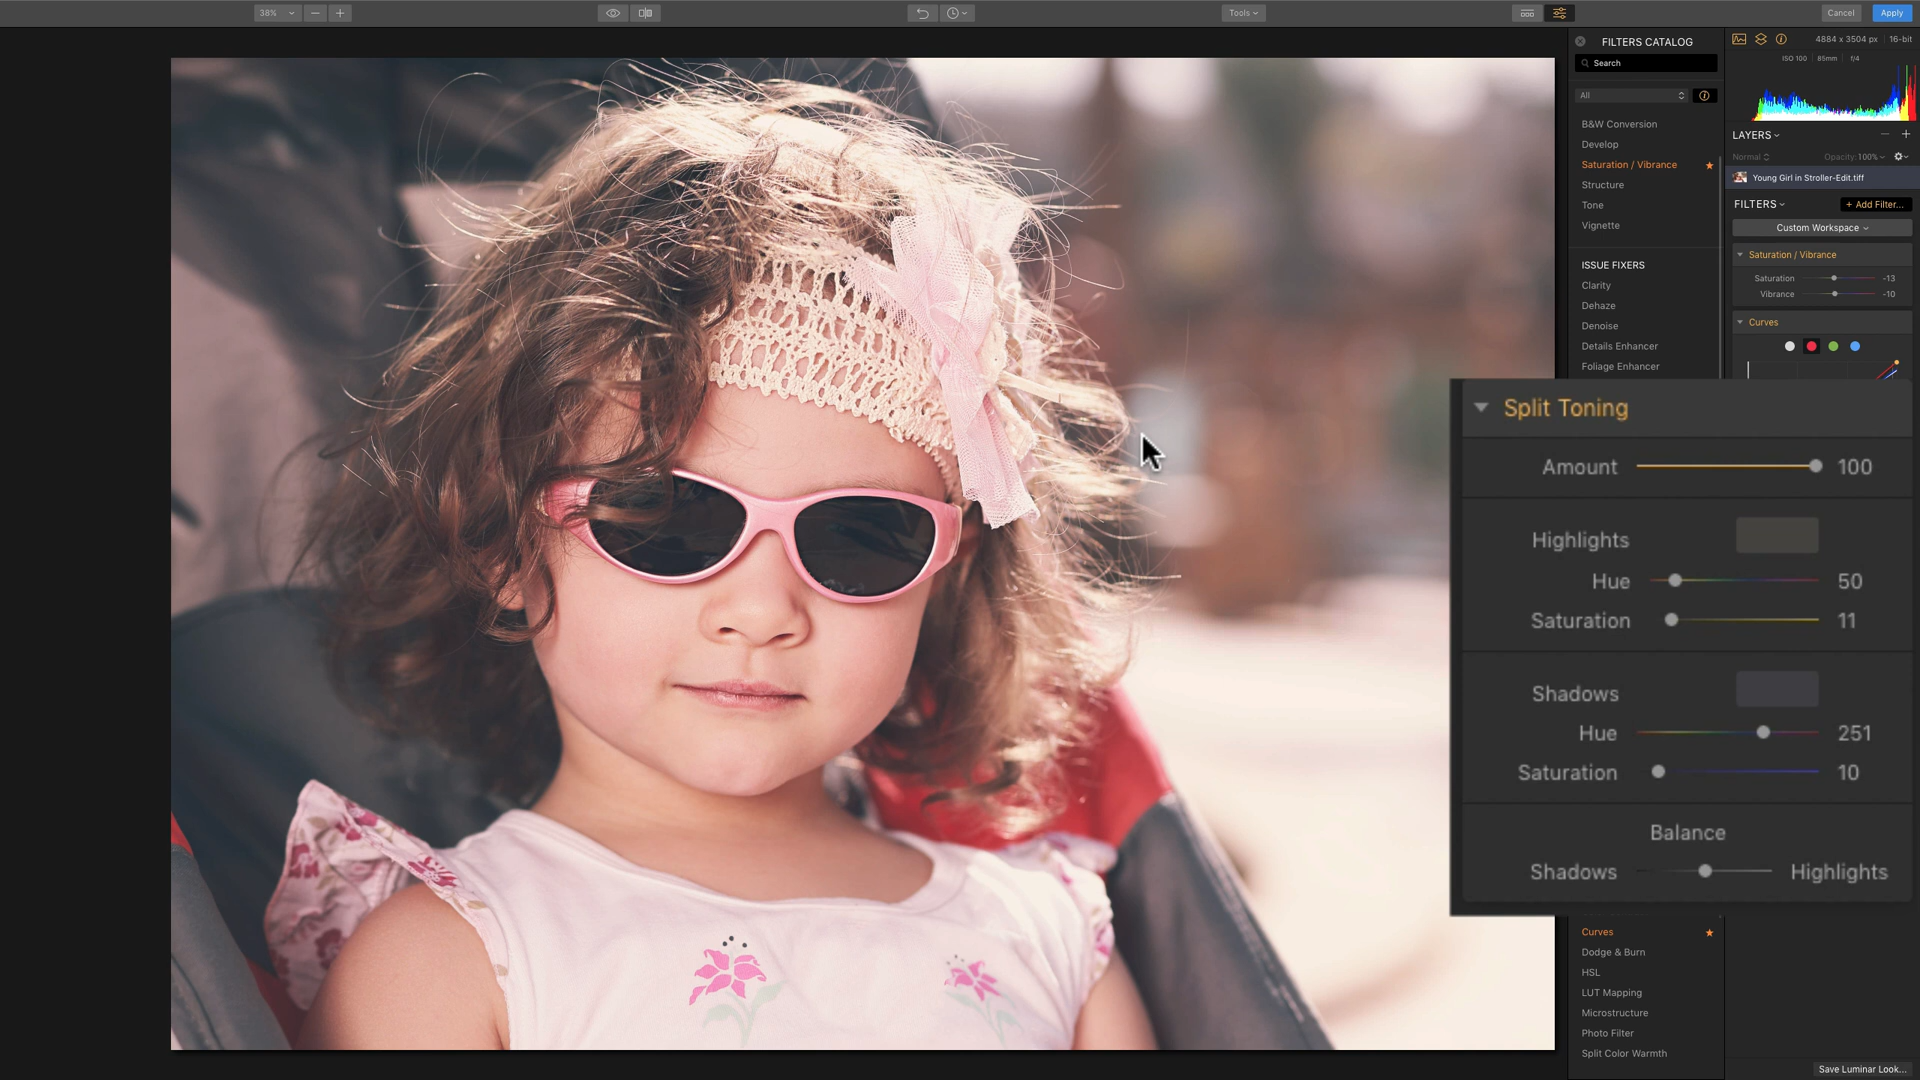 38%
Tools
Cancel
Apply
FILTERS CATALOG
Search
All
B&W Conversion
Develop
Saturation / Vibrance
Structure
Tone
Vignette
ISSUE FIXERS
Clarity
Dehaze
Denoise
Details Enhancer
Foliage Enhancer
Curves
Dodge & Burn
HSL
LUT Mapping
Microstructure
Photo Filter
Split Color Warmth
4884 x 3504 px 16-bit
ISO 100 85mm f/4
LAYERS
Normal Opacity: 100%
Young Girl in Stroller-Edit.tiff
FILTERS + Add Filter...
Custom Workspace
Saturation / Vibrance
Saturation -13
Vibrance -10
Curves
Split Toning
Amount 100
Highlights
Hue 50
Saturation 11
Shadows
Hue 251
Saturation 10
Balance
Shadows Highlights
Save Luminar Look...